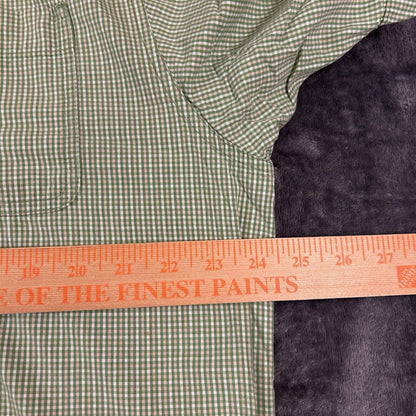 19 20 21 22 23 24 25 26 27
E OF THE FINEST PAINTS